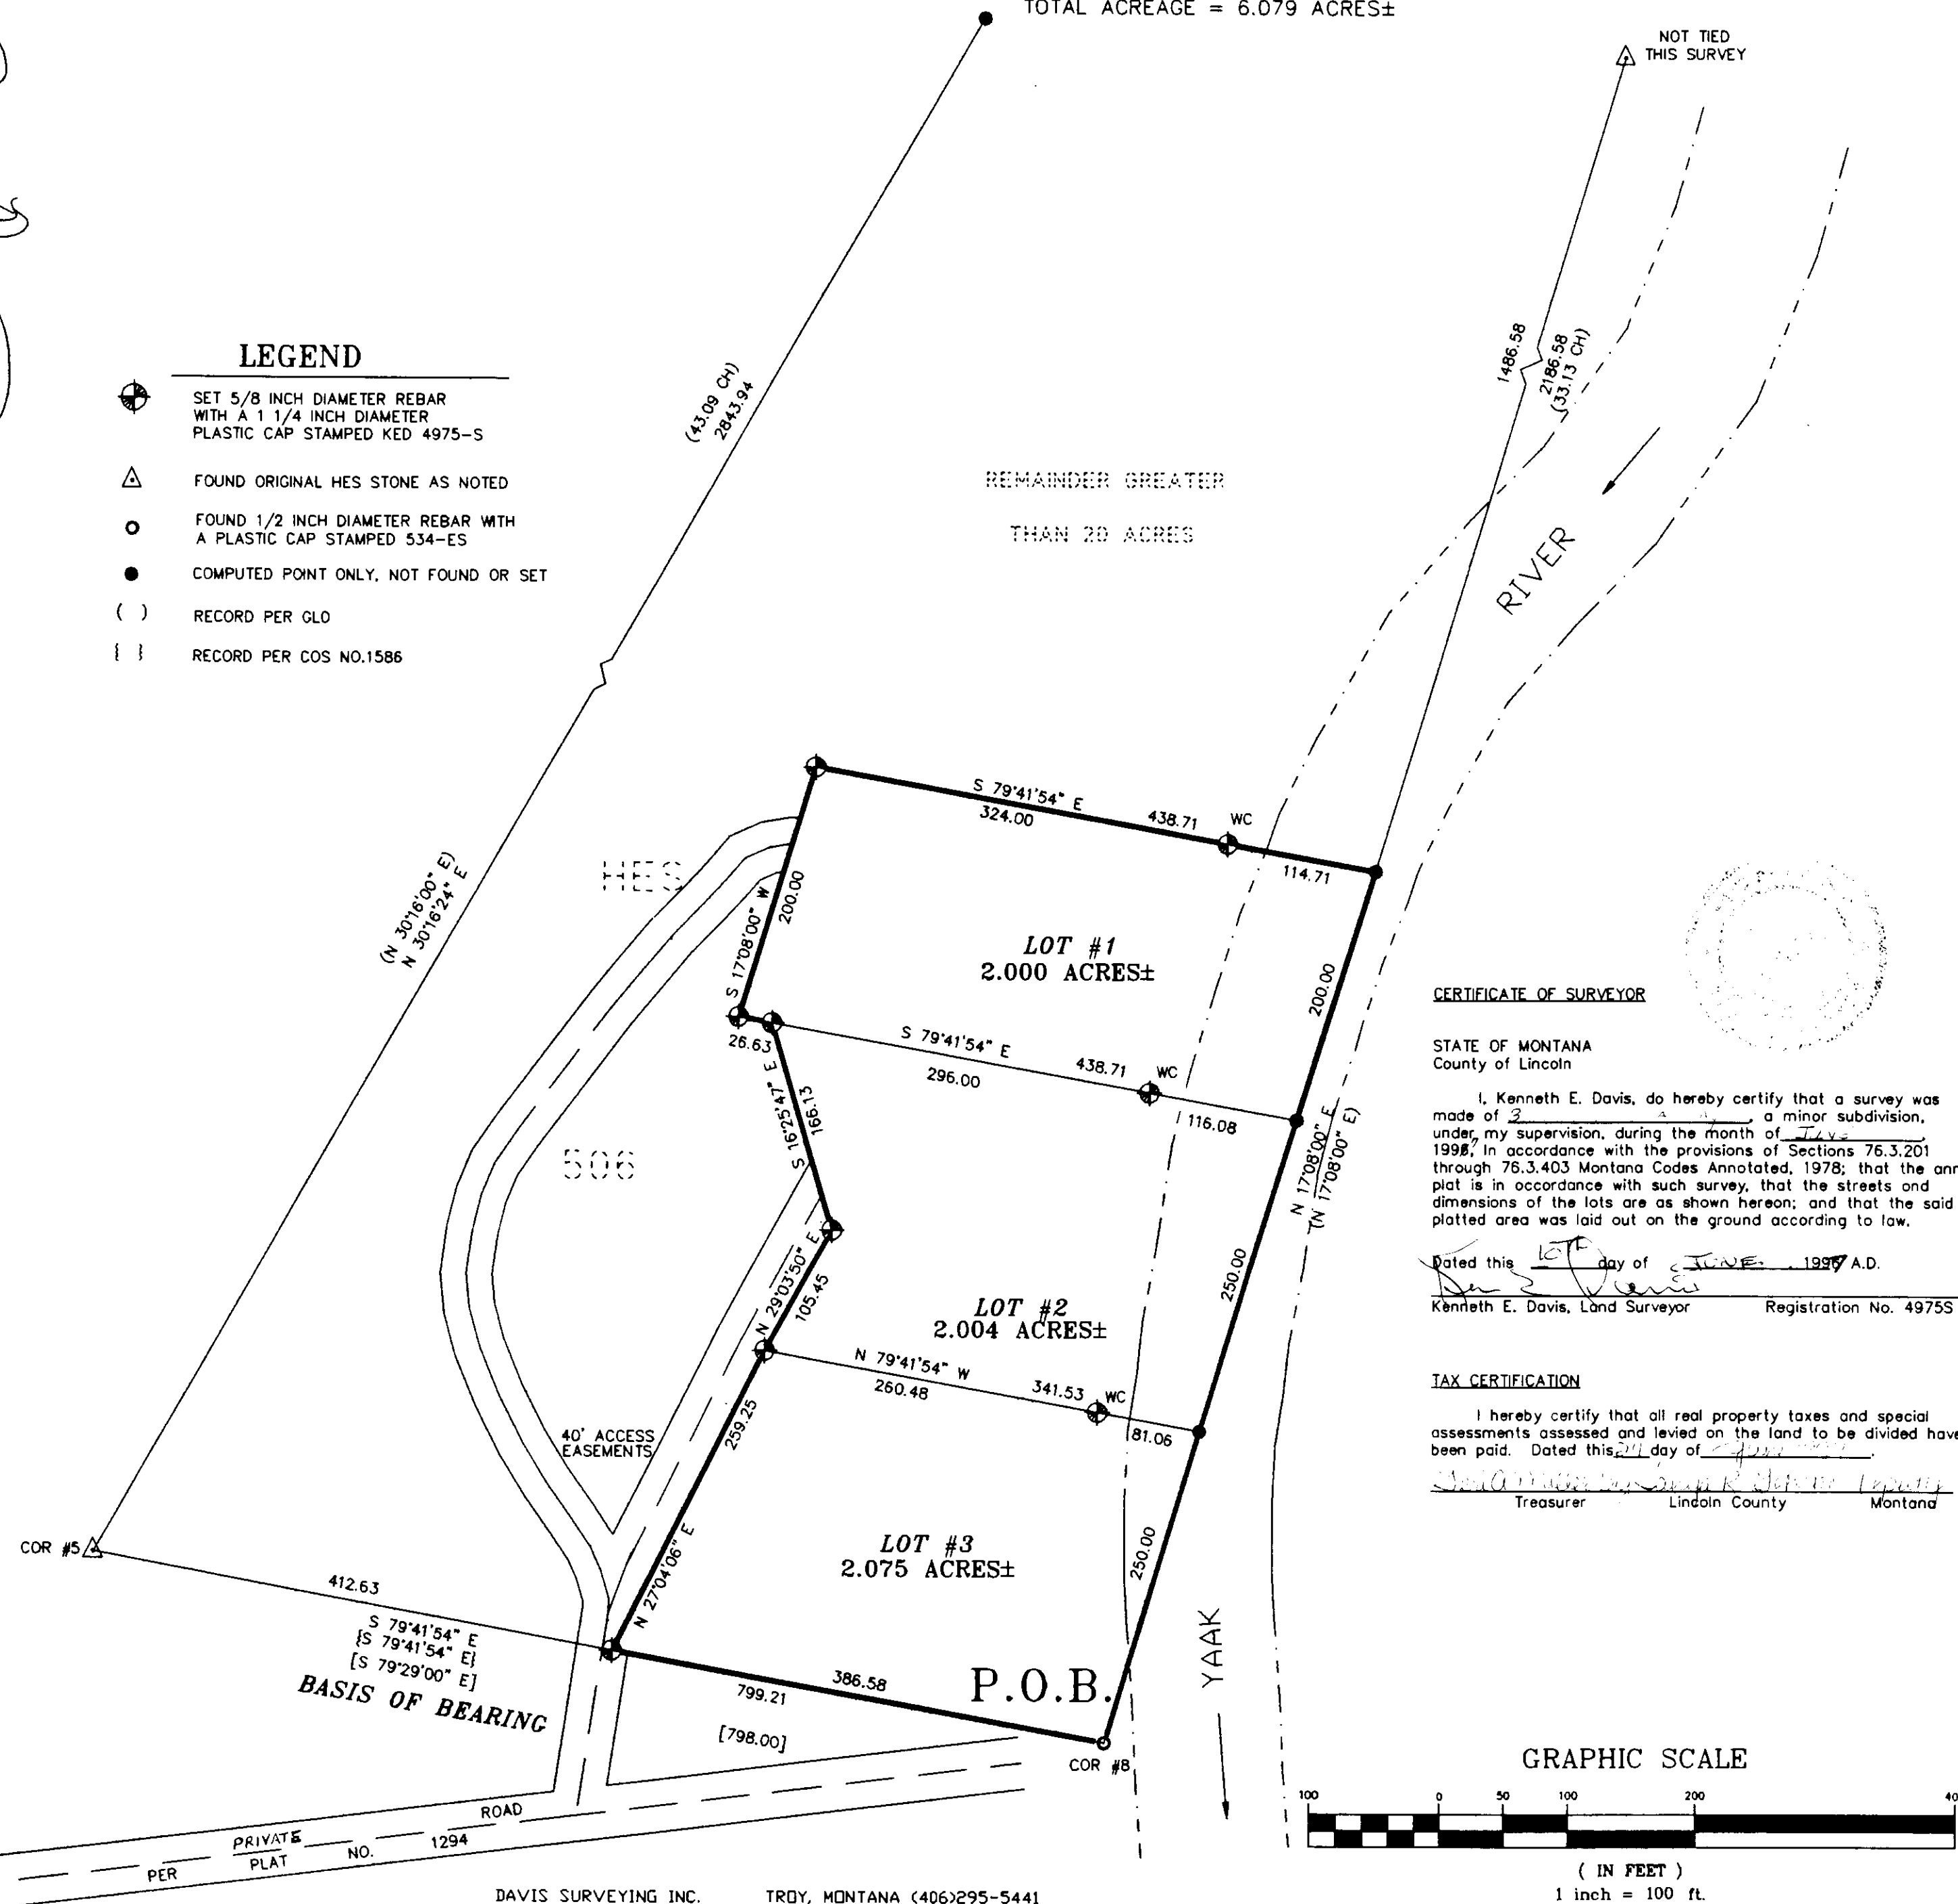 TOTAL ACREAGE = 6.079 ACRES±
NOT TIED
THIS SURVEY
LEGEND
SET 5/8 INCH DIAMETER REBAR
WITH A 1 1/4 INCH DIAMETER
PLASTIC CAP STAMPED KED 4975-S
FOUND ORIGINAL HES STONE AS NOTED
FOUND 1/2 INCH DIAMETER REBAR WITH
A PLASTIC CAP STAMPED 534-ES
COMPUTED POINT ONLY, NOT FOUND OR SET
( ) RECORD PER GLO
{ } RECORD PER COS NO.1586
(43.09 CH)
2843.94
1486.58
2186.58
(33.13 CH)
REMAINDER GREATER
THAN 20 ACRES
RIVER
(N 30°16'00" E)
N 30°16'24" E
HES
506
S 79°41'54" E
324.00
438.71
WC
114.71
S 17°08'00" W
200.00
LOT #1
2.000 ACRES±
200.00
26.63
S 79°41'54" E
296.00
438.71
WC
116.08
S 16°25'47" E
166.13
N 17°08'00" E
(N 17°08'00" E)
250.00
N 29°03'50" E
105.45
LOT #2
2.004 ACRES±
N 79°41'54" W
260.48
341.53
WC
81.06
259.25
N 27°04'06" E
40' ACCESS
EASEMENTS
LOT #3
2.075 ACRES±
250.00
COR #5
412.63
S 79°41'54" E
{S 79°41'54" E}
[S 79°29'00" E]
BASIS OF BEARING
386.58
799.21
[798.00]
P.O.B.
COR #8
YAAK
ROAD
PRIVATE
PER PLAT NO. 1294
CERTIFICATE OF SURVEYOR
STATE OF MONTANA
County of Lincoln
I, Kenneth E. Davis, do hereby certify that a survey was
made of 3 , a minor subdivision,
under my supervision, during the month of ,
1997, In accordance with the provisions of Sections 76.3.201
through 76.3.403 Montana Codes Annotated, 1978; that the ann
plat is in accordance with such survey, that the streets and
dimensions of the lots are as shown hereon; and that the said
platted area was laid out on the ground according to law.
Dated this 10TH day of JUNE 1997 A.D.
Kenneth E. Davis, Land Surveyor Registration No. 4975S
TAX CERTIFICATION
I hereby certify that all real property taxes and special
assessments assessed and levied on the land to be divided have
been paid. Dated this day of .
Treasurer Lincoln County Montana
GRAPHIC SCALE
100 0 50 100 200 40
( IN FEET )
1 inch = 100 ft.
DAVIS SURVEYING INC. TROY, MONTANA (406)295-5441